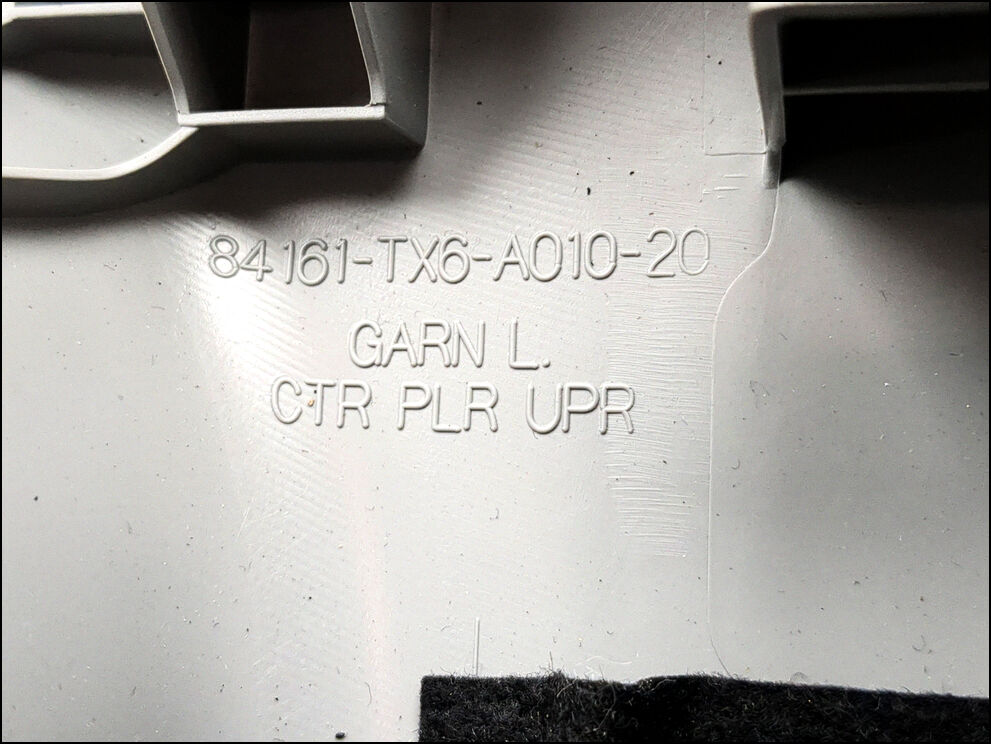 84161-TX6-A010-20
GARN L.
CTR PLR UPR